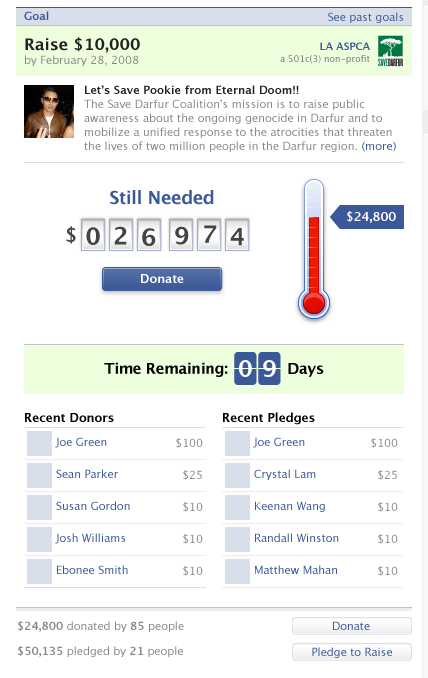 Goal
See past goals
Raise $10,000
by February 28, 2008
LA ASPCA
a 501c(3) non-profit
SAVEDARFUR
Let's Save Pookie from Eternal Doom!!
The Save Darfur Coalition's mission is to raise public
awareness about the ongoing genocide in Darfur and to
mobilize a unified response to the atrocities that threaten
the lives of two million people in the Darfur region. (more)
Still Needed
$ 026 974
Donate
$24,800
Time Remaining: 09 Days
Recent Donors
Joe Green $100
Sean Parker $25
Susan Gordon $10
Josh Williams $10
Ebonee Smith $10
Recent Pledges
Joe Green $100
Crystal Lam $25
Keenan Wang $10
Randall Winston $10
Matthew Mahan $10
$24,800 donated by 85 people
Donate
$50,135 pledged by 21 people
Pledge to Raise